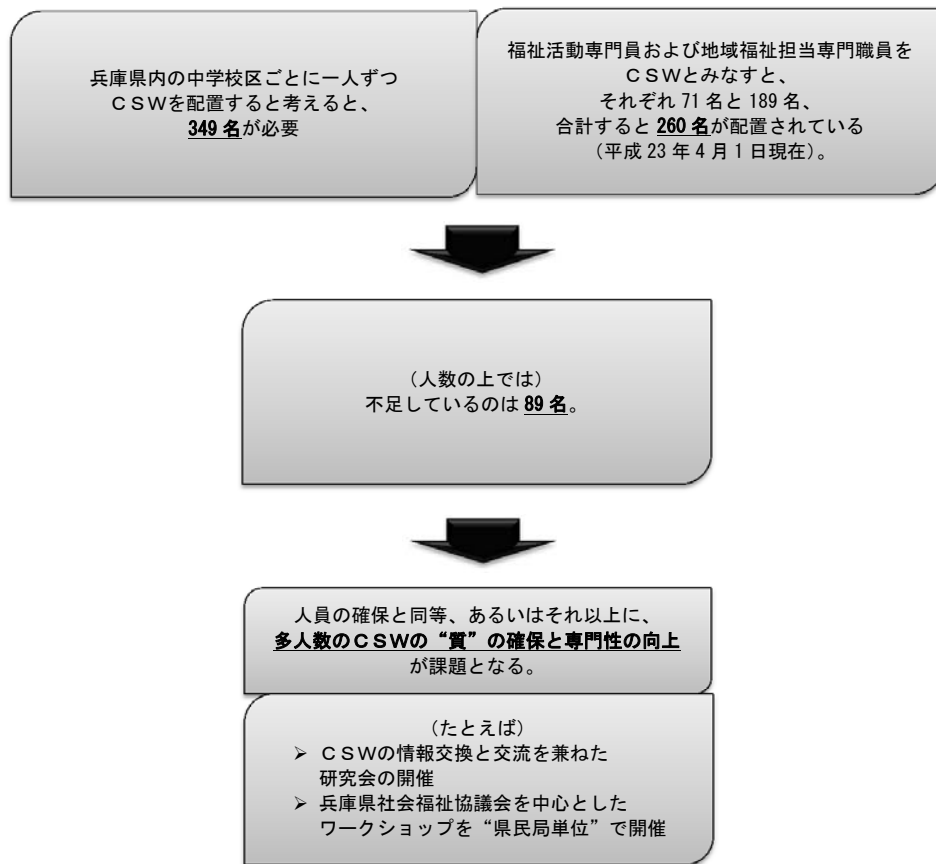 兵庫県内の中学校区ごとに一人ずつ
ＣＳＷを配置すると考えると、
349 名が必要
福祉活動専門員および地域福祉担当専門職員を
ＣＳＷとみなすと、
それぞれ 71 名と 189 名、
合計すると 260 名が配置されている
（平成 23 年 4 月 1 日現在）。
（人数の上では）
不足しているのは 89 名。
人員の確保と同等、あるいはそれ以上に、
多人数のＣＳＷの“質”の確保と専門性の向上
が課題となる。
（たとえば）
➢ ＣＳＷの情報交換と交流を兼ねた
研究会の開催
➢ 兵庫県社会福祉協議会を中心とした
ワークショップを“県民局単位”で開催